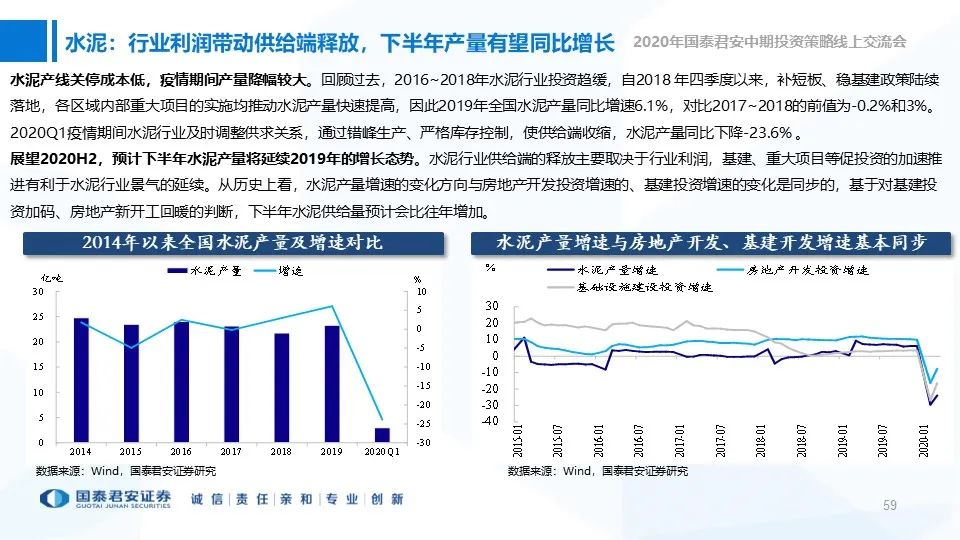 水泥：行业利润带动供给端释放，下半年产量有望同比增长
2020年国泰君安中期投资策略线上交流会
水泥产线关停成本低，疫情期间产量降幅较大。回顾过去，2016~2018年水泥行业投资趋缓，自2018 年四季度以来，补短板、稳基建政策陆续
落地，各区域内部重大项目的实施均推动水泥产量快速提高，因此2019年全国水泥产量同比增速6.1%，对比2017~2018的前值为-0.2%和3%。
2020Q1疫情期间水泥行业及时调整供求关系，通过错峰生产、严格库存控制，使供给端收缩，水泥产量同比下降-23.6%。
展望2020H2，预计下半年水泥产量将延续2019年的增长态势。水泥行业供给端的释放主要取决于行业利润，基建、重大项目等促投资的加速推
进有利于水泥行业景气的延续。从历史上看，水泥产量增速的变化方向与房地产开发投资增速的、基建投资增速的变化是同步的，基于对基建投
资加码、房地产新开工回暖的判断，下半年水泥供给量预计会比往年增加。
2014年以来全国水泥产量及增速对比
亿吨
水泥产量
增速
%
30
25
20
15
10
5
0
10
5
0
-5
-10
-15
-20
-25
-30
2014
2015
2016
2017
2018
2019
2020Q1
数据来源：Wind，国泰君安证券研究
水泥产量增速与房地产开发、基建开发增速基本同步
%
水泥产量增速
房地产开发投资增速
基础设施建设投资增速
30
20
10
0
-10
-20
-30
-40
2015-01
2015-07
2016-01
2016-07
2017-01
2017-07
2018-01
2018-07
2019-01
2019-07
2020-01
数据来源：Wind，国泰君安证券研究
国泰君安证券
GUOTAI JUNAN SECURITIES
诚信|责任|亲和|专业|创新
59